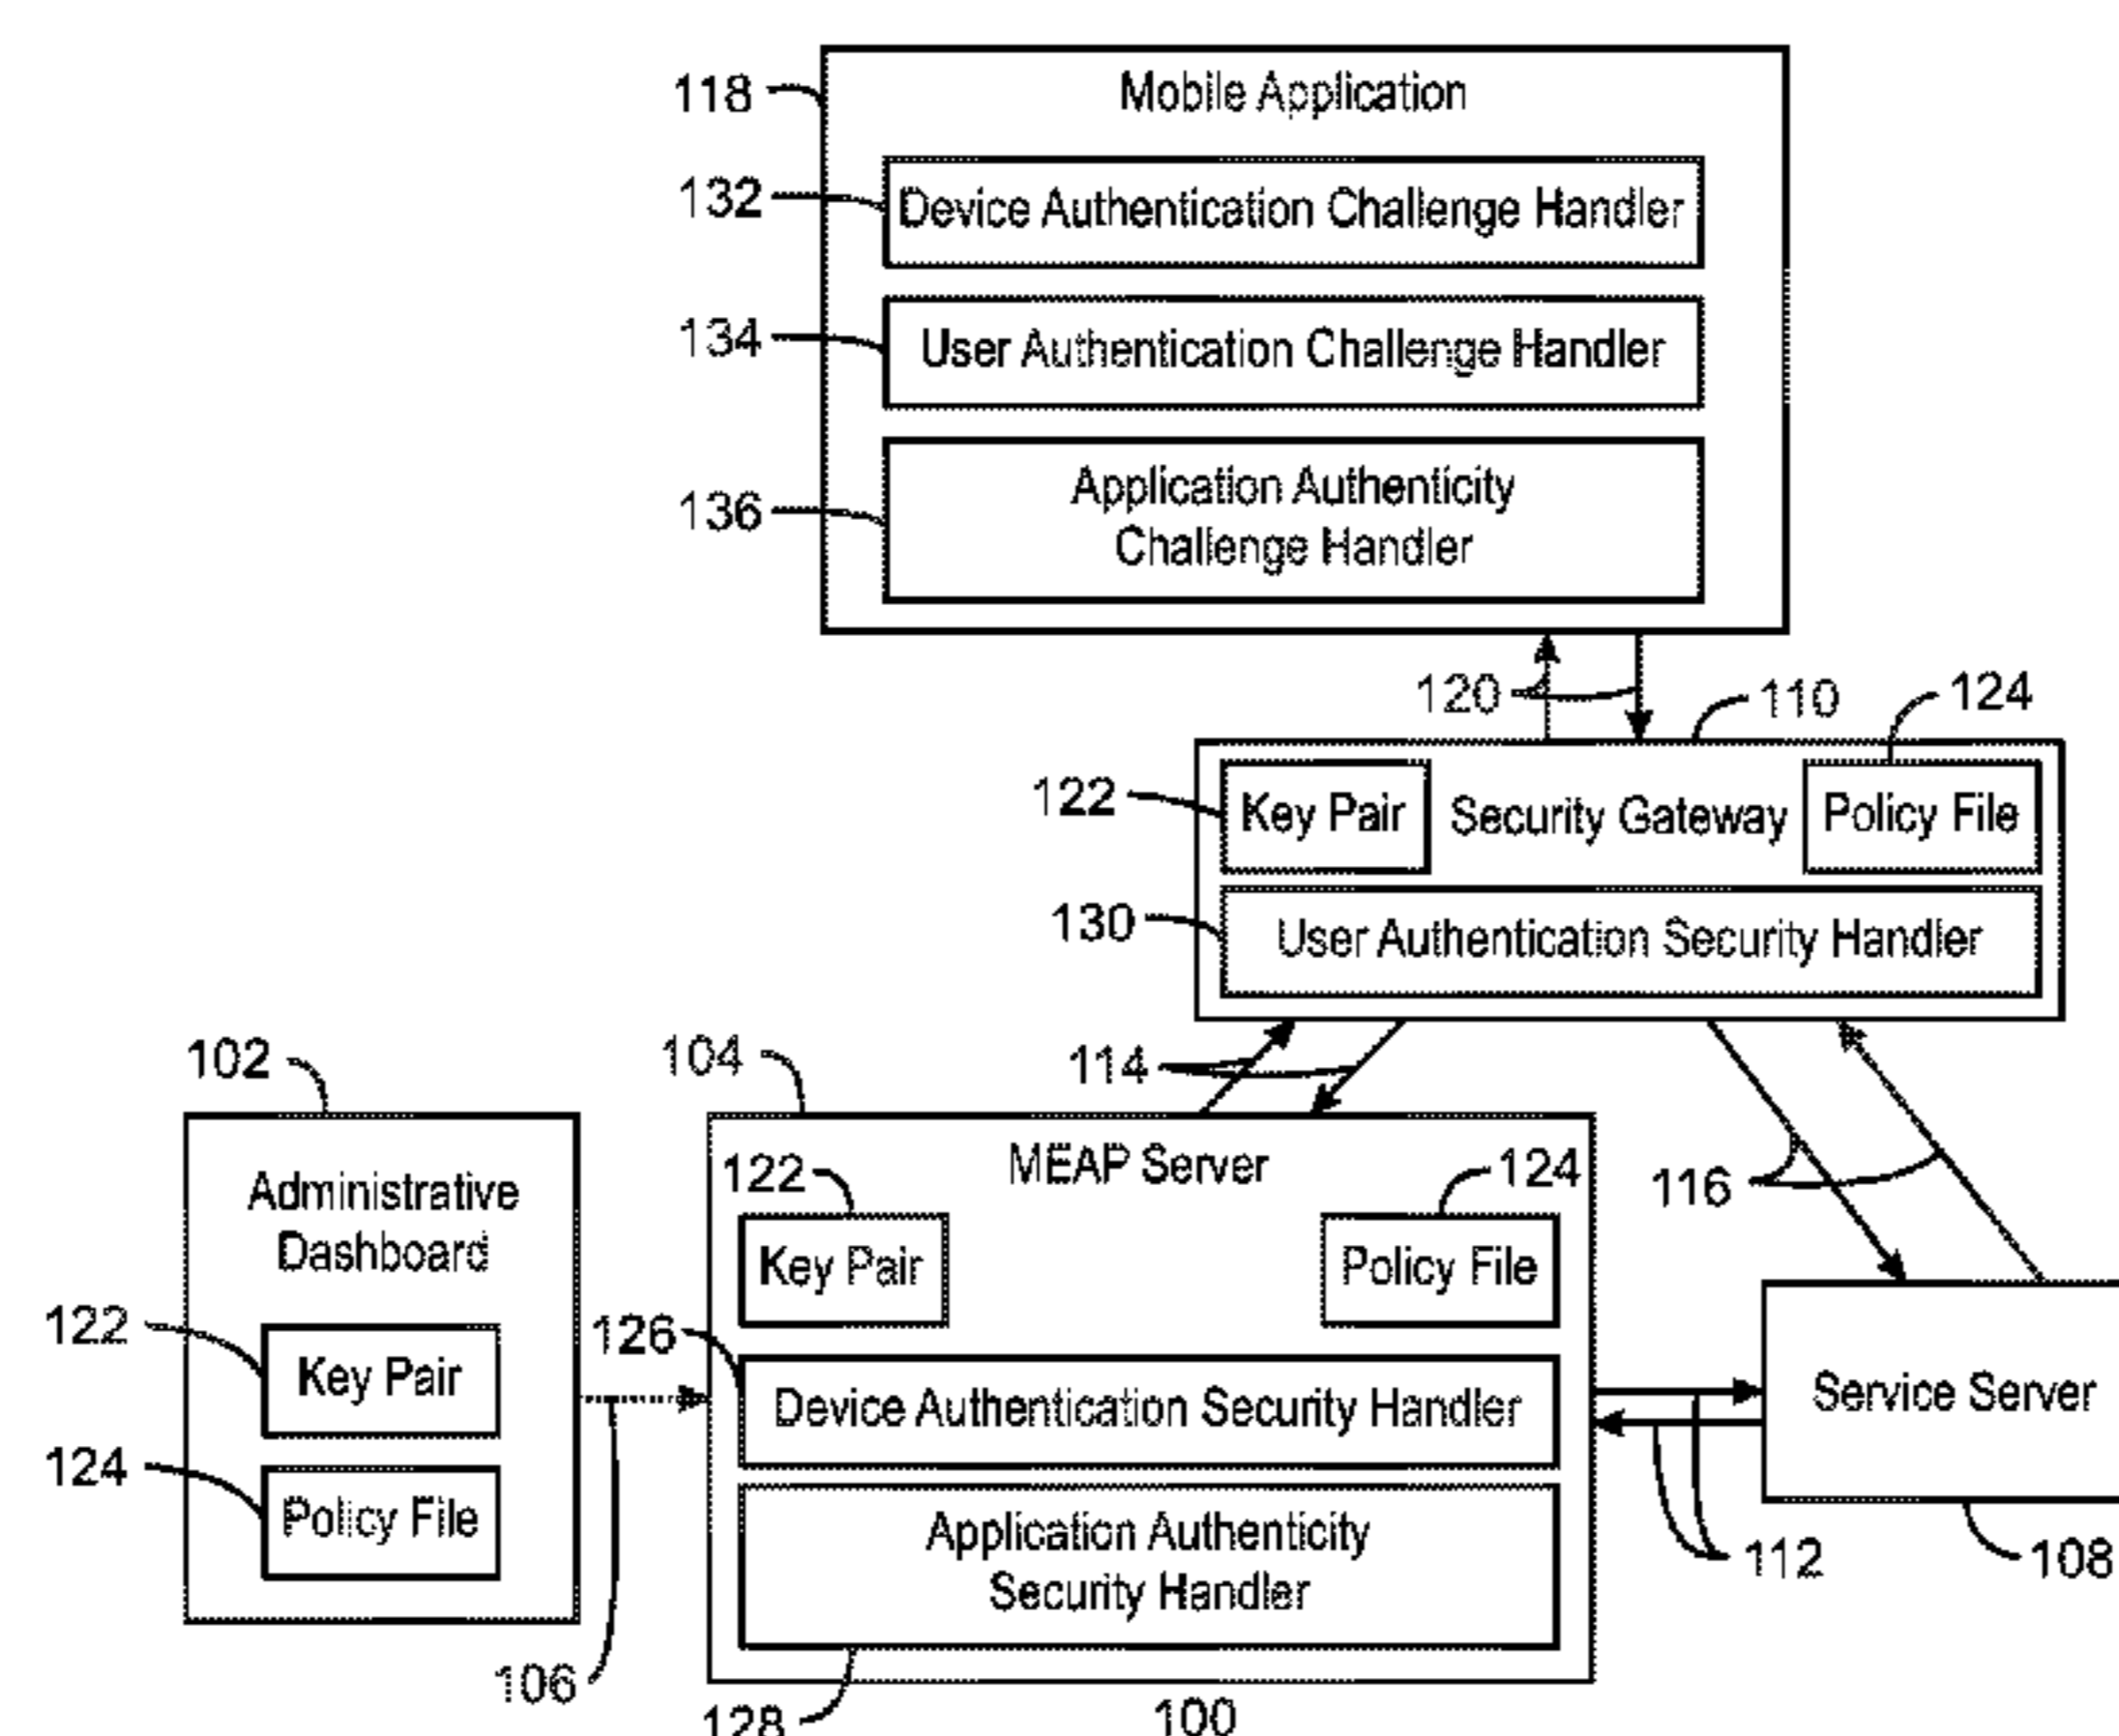 118
Mobile Application
132
Device Authentication Challenge Handler
134
User Authentication Challenge Handler
136
Application Authenticity
Challenge Handler
120
110
124
122
Key Pair
Security Gateway
Policy File
130
User Authentication Security Handler
102
104
114
116
Administrative
Dashboard
122
Key Pair
124
Policy File
106
MEAP Server
122
124
Key Pair
Policy File
126
Device Authentication Security Handler
Application Authenticity
Security Handler
128
100
Service Server
112
108